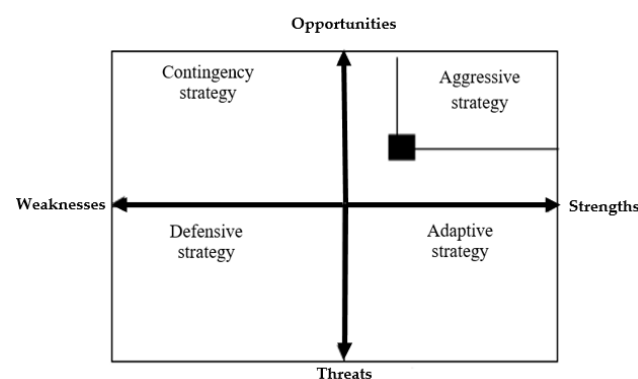 Opportunities
Contingency
strategy
Aggressive
strategy
Weaknesses
Strengths
Defensive
strategy
Adaptive
strategy
Threats